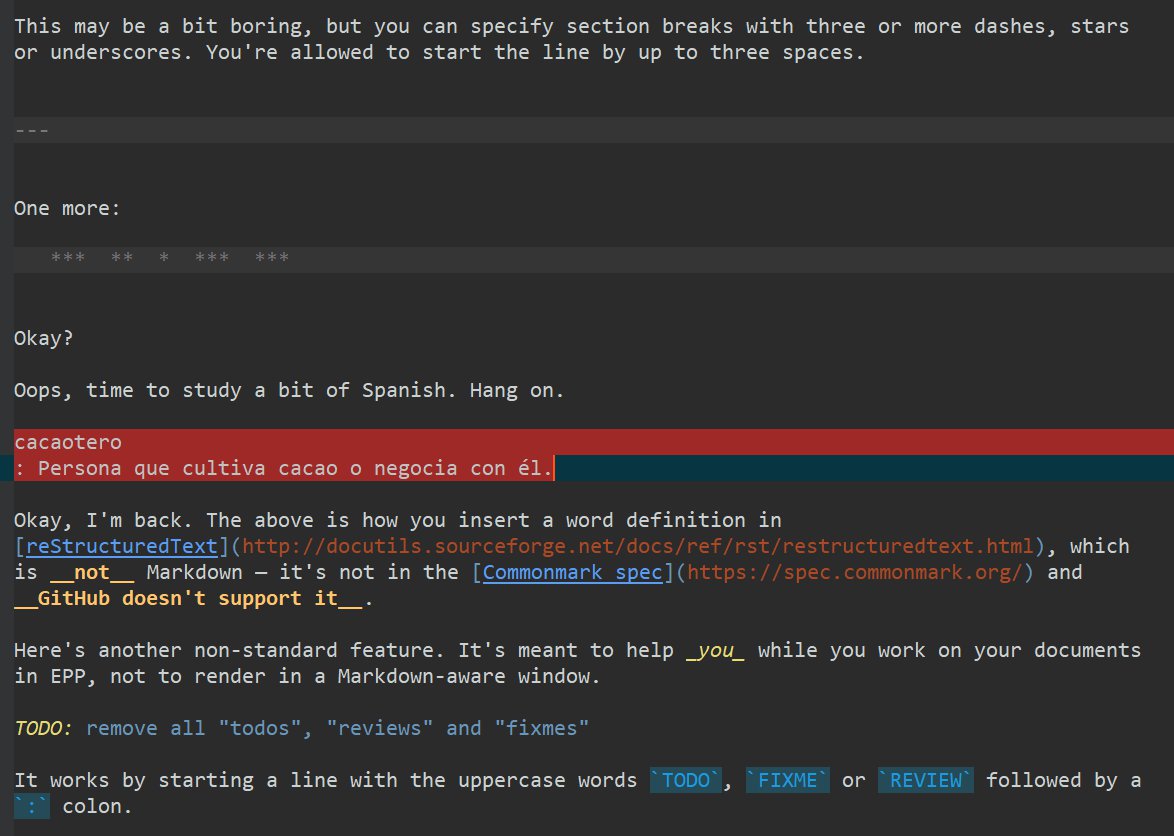 This may be a bit boring, but you can specify section breaks with three or more dashes, stars
or underscores. You're allowed to start the line by up to three spaces.
---
One more:
   ***  **  *  ***  ***
Okay?
Oops, time to study a bit of Spanish. Hang on.
cacaotero
: Persona que cultiva cacao o negocia con él.
Okay, I'm back. The above is how you insert a word definition in
[reStructuredText](http://docutils.sourceforge.net/docs/ref/rst/restructuredtext.html), which
is __not__ Markdown — it's not in the [Commonmark spec](https://spec.commonmark.org/) and
__GitHub doesn't support it__.
Here's another non-standard feature. It's meant to help _you_ while you work on your documents
in EPP, not to render in a Markdown-aware window.
TODO: remove all "todos", "reviews" and "fixmes"
It works by starting a line with the uppercase words `TODO`, `FIXME` or `REVIEW` followed by a
`:` colon.